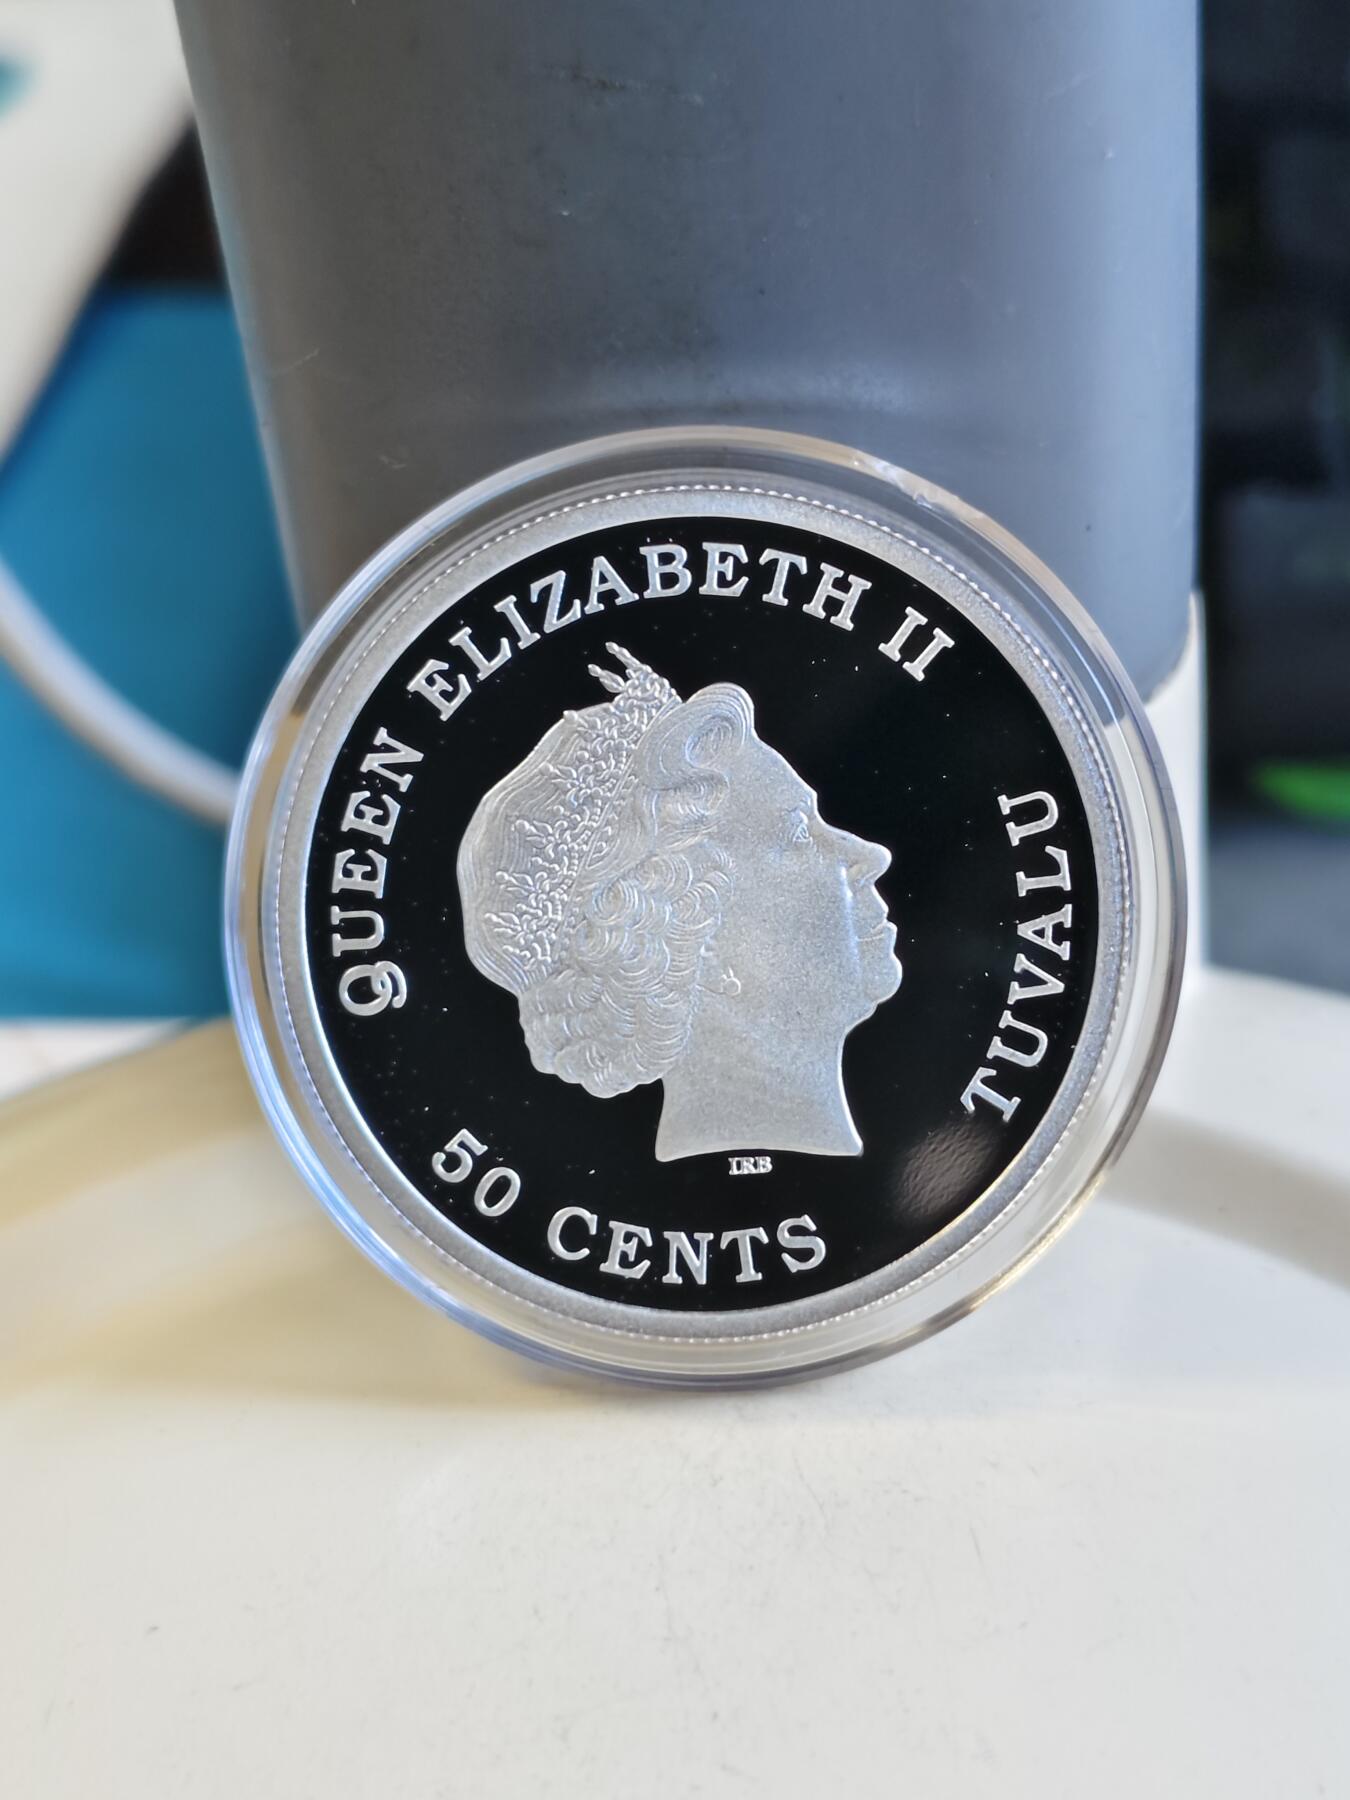 QUEEN ELIZABETH II
TUVALU
IRB
50 CENTS